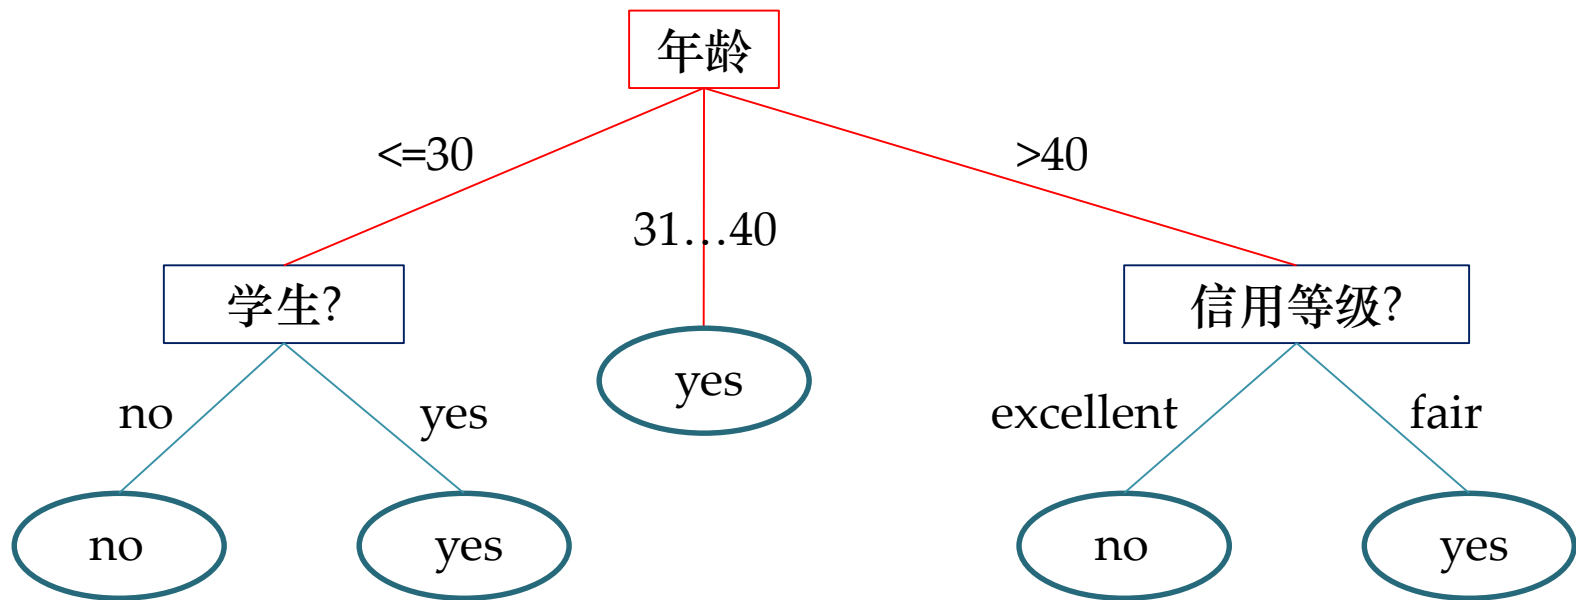 年龄
<=30
>40
31…40
学生?
信用等级?
yes
no
yes
excellent
fair
no
yes
no
yes